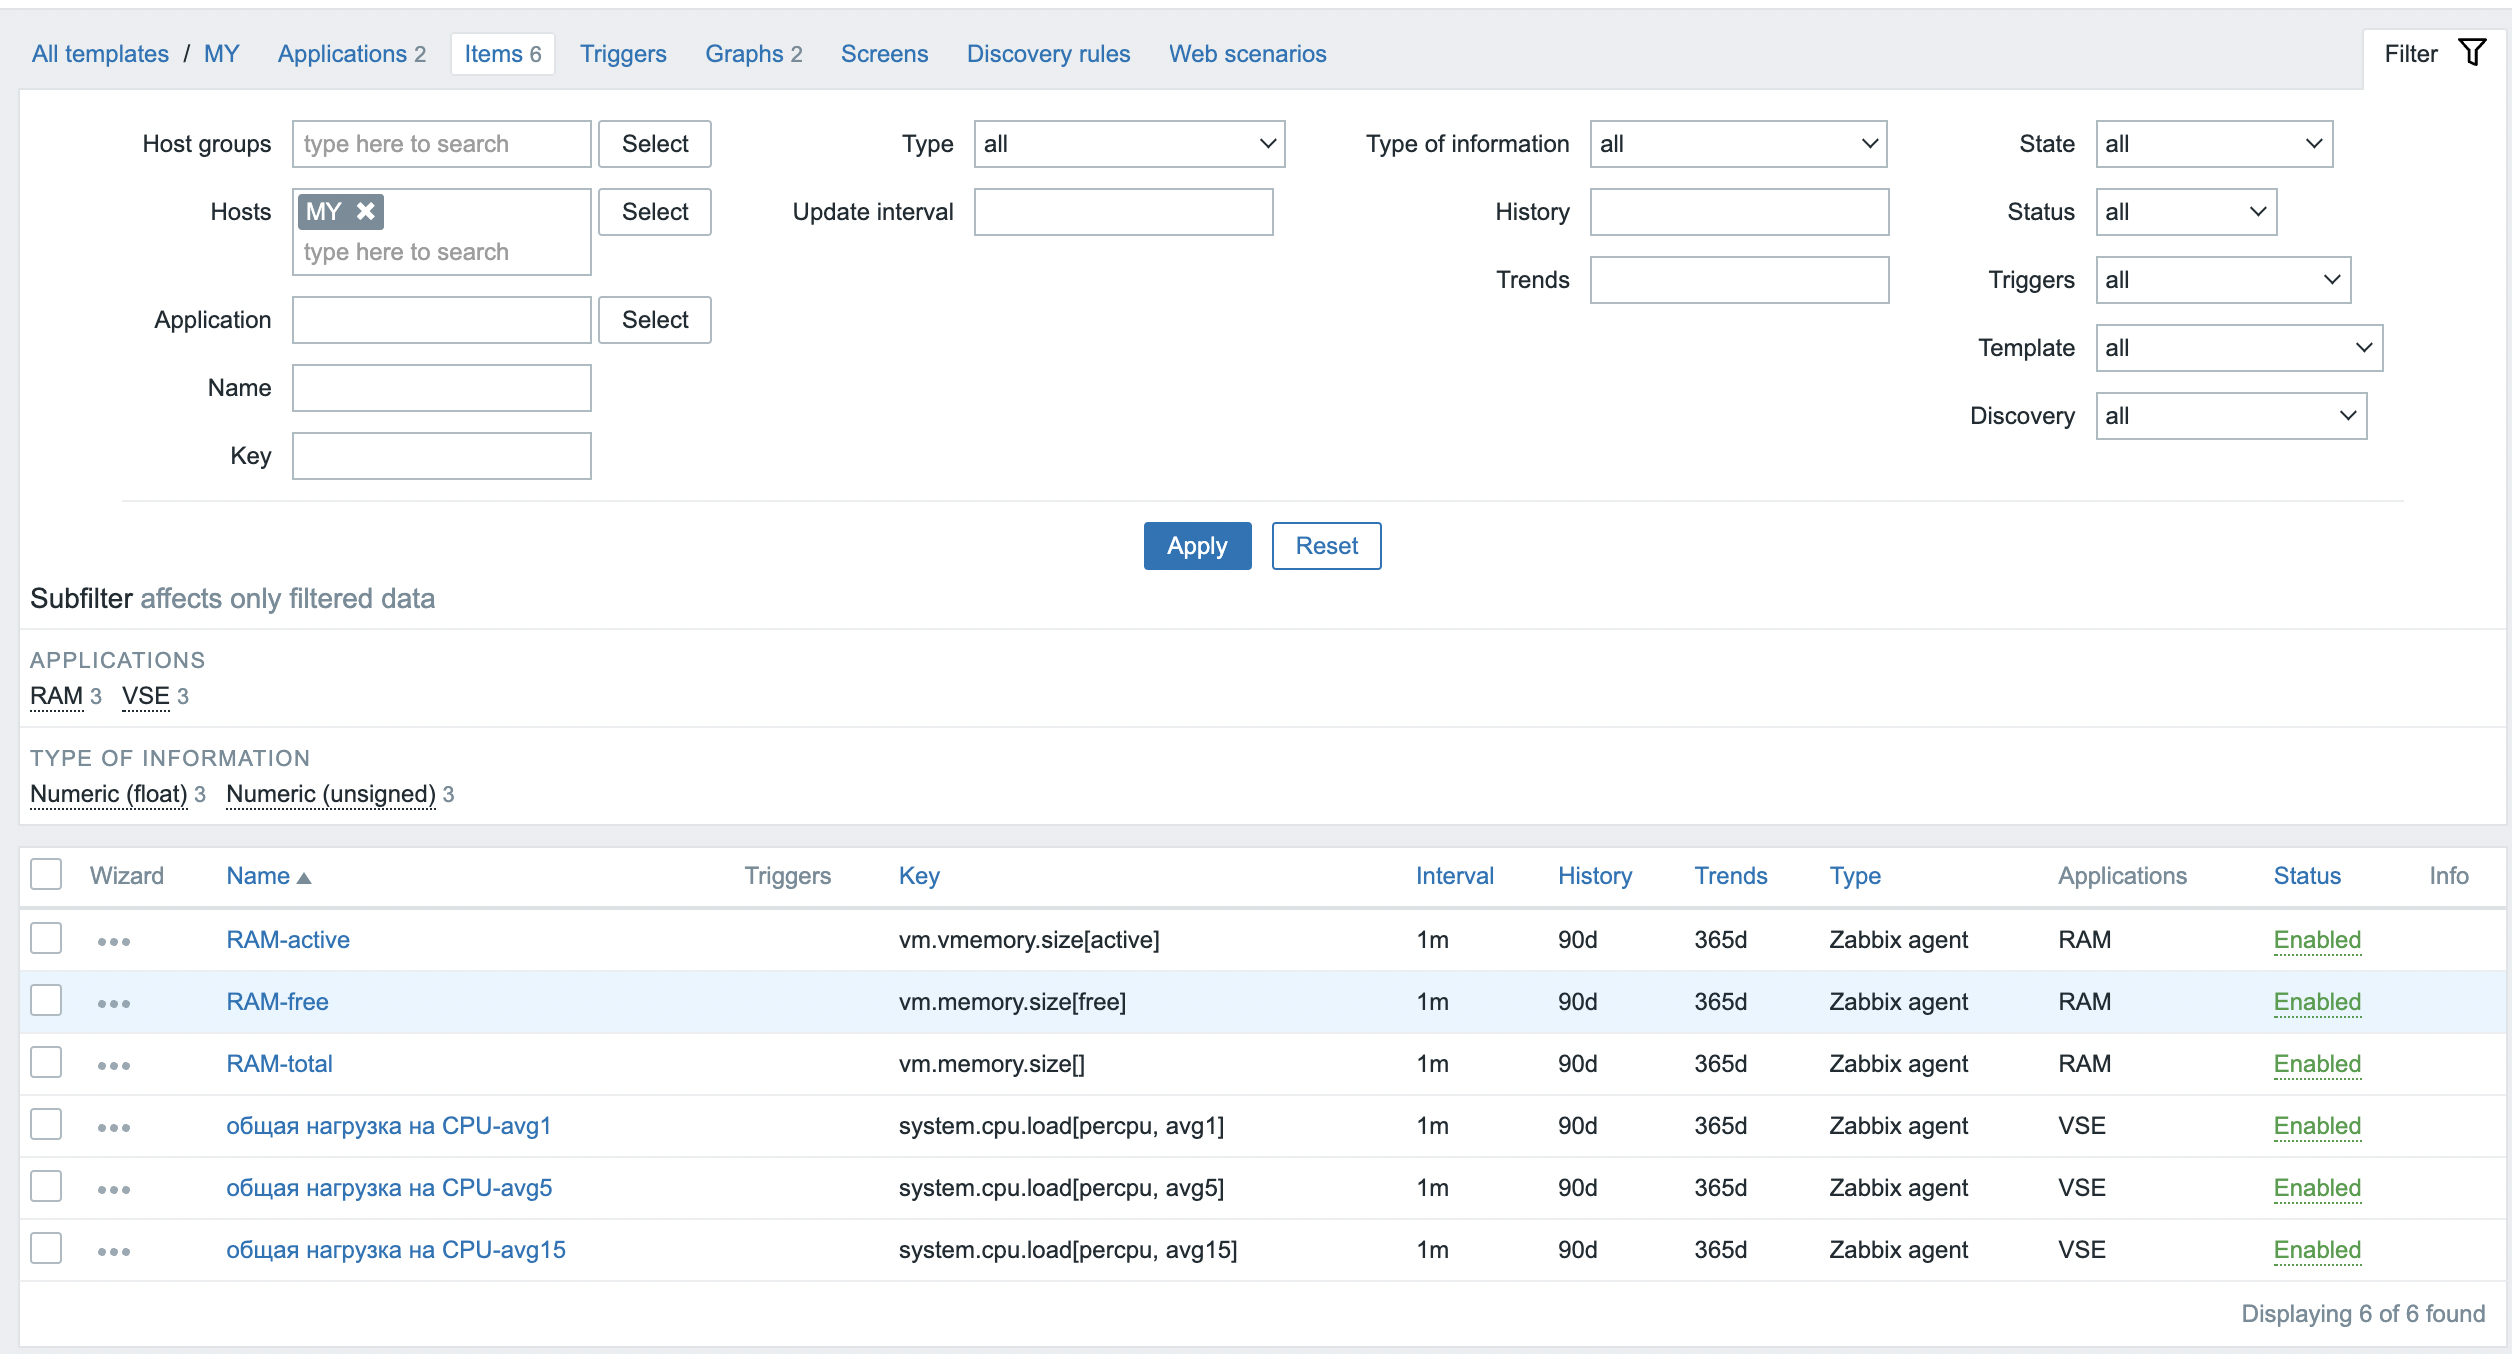 All templates / MY Applications 2 Items 6 Triggers Graphs 2 Screens Discovery rules Web scenarios Filter
Host groups type here to search Select Type all Type of information all State all
Hosts MY type here to search Select Update interval History Status all
Trends Triggers all
Application Select Template all
Name Discovery all
Key
Apply Reset
Subfilter affects only filtered data
APPLICATIONS
RAM 3 VSE 3
TYPE OF INFORMATION
Numeric (float) 3 Numeric (unsigned) 3
Wizard Name Triggers Key Interval History Trends Type Applications Status Info
RAM-active vm.vmemory.size[active] 1m 90d 365d Zabbix agent RAM Enabled
RAM-free vm.memory.size[free] 1m 90d 365d Zabbix agent RAM Enabled
RAM-total vm.memory.size[] 1m 90d 365d Zabbix agent RAM Enabled
общая нагрузка на CPU-avg1 system.cpu.load[percpu, avg1] 1m 90d 365d Zabbix agent VSE Enabled
общая нагрузка на CPU-avg5 system.cpu.load[percpu, avg5] 1m 90d 365d Zabbix agent VSE Enabled
общая нагрузка на CPU-avg15 system.cpu.load[percpu, avg15] 1m 90d 365d Zabbix agent VSE Enabled
Displaying 6 of 6 found